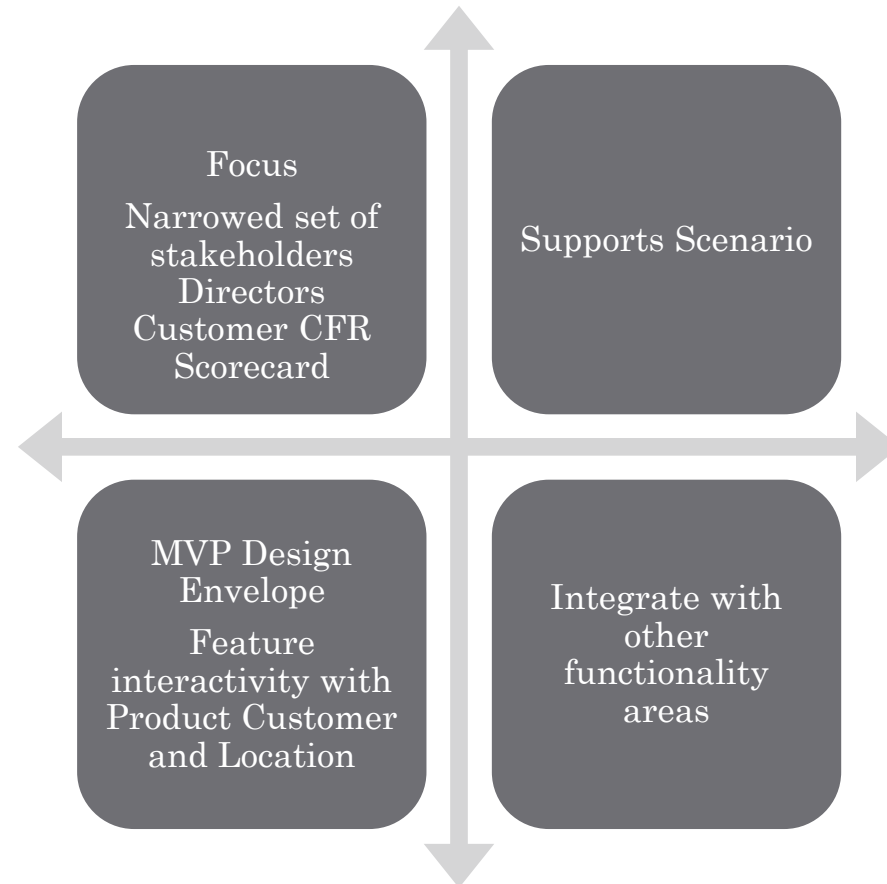 Focus
Narrowed set of
stakeholders
Directors
Customer CFR
Scorecard
Supports Scenario
MVP Design
Envelope
Feature
interactivity with
Product Customer
and Location
Integrate with
other
functionality
areas